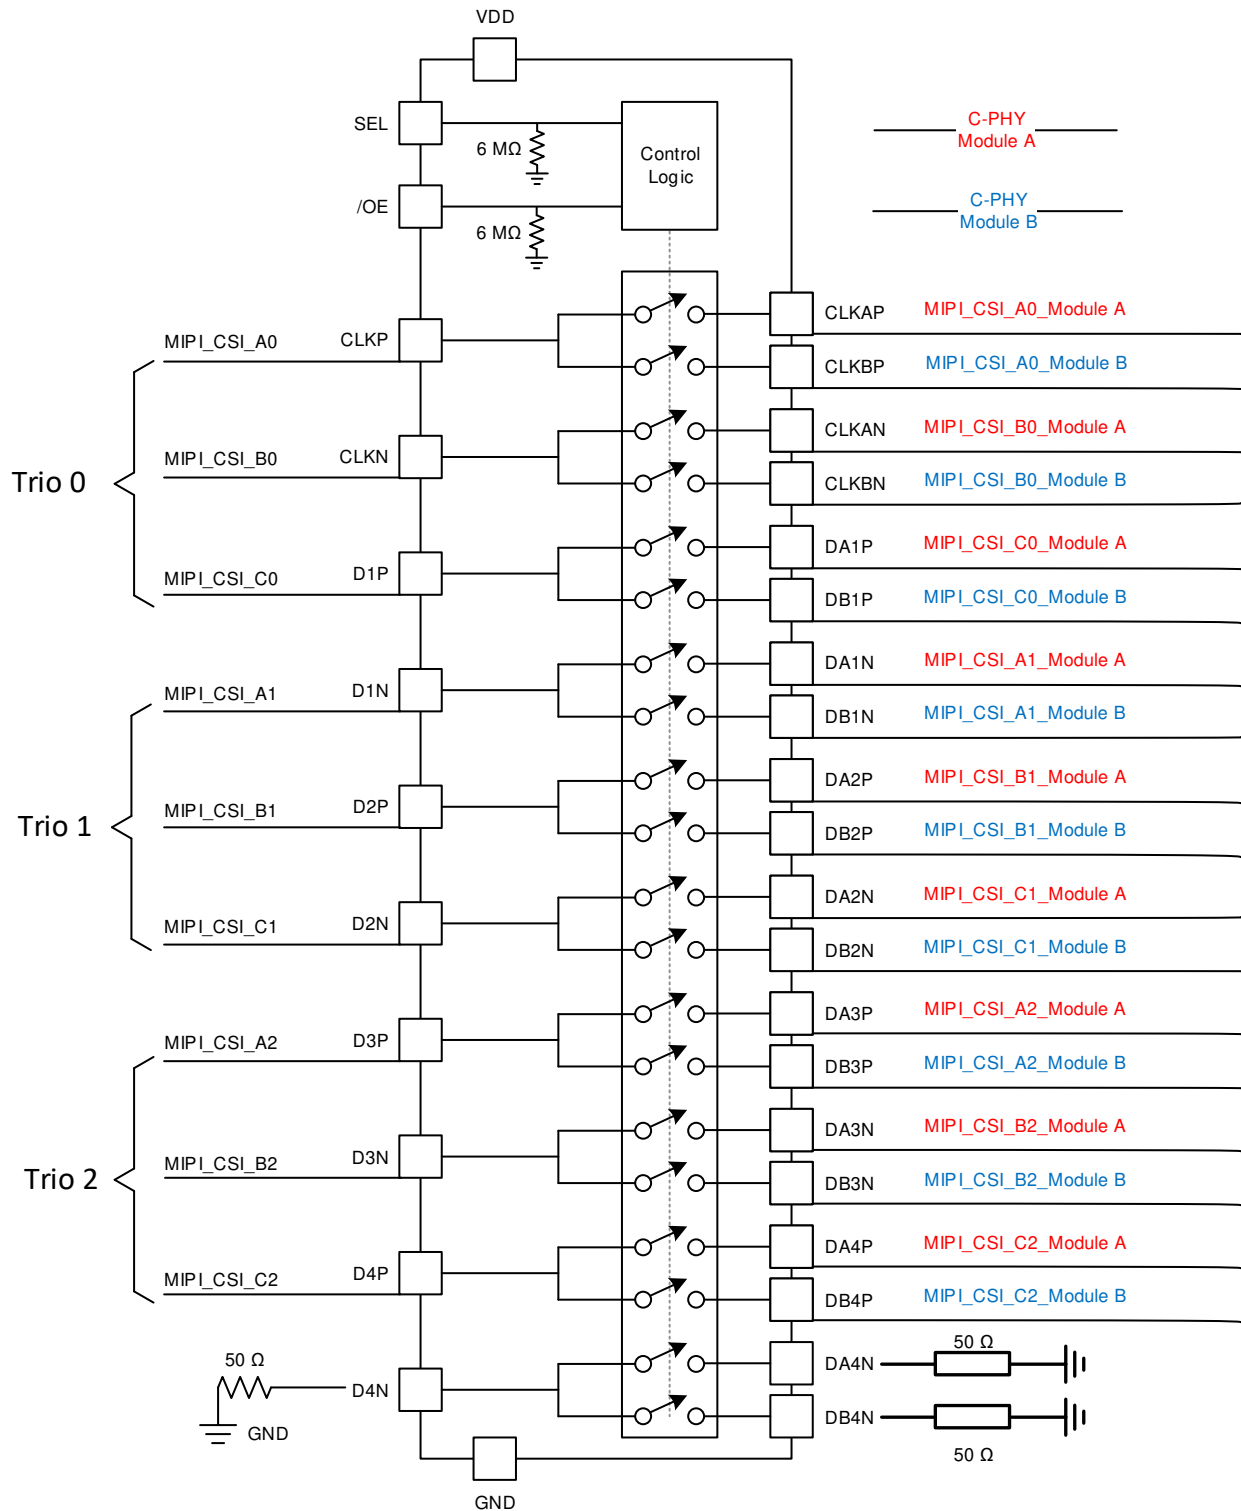 VDD
SEL
6 MΩ
Control
Logic
C-PHY
Module A
/OE
6 MΩ
C-PHY
Module B
MIPI_CSI_A0
CLKP
CLKAP
MIPI_CSI_A0_Module A
CLKBP
MIPI_CSI_A0_Module B
Trio 0
MIPI_CSI_B0
CLKN
CLKAN
MIPI_CSI_B0_Module A
CLKBN
MIPI_CSI_B0_Module B
MIPI_CSI_C0
D1P
DA1P
MIPI_CSI_C0_Module A
DB1P
MIPI_CSI_C0_Module B
MIPI_CSI_A1
D1N
DA1N
MIPI_CSI_A1_Module A
DB1N
MIPI_CSI_A1_Module B
Trio 1
MIPI_CSI_B1
D2P
DA2P
MIPI_CSI_B1_Module A
DB2P
MIPI_CSI_B1_Module B
MIPI_CSI_C1
D2N
DA2N
MIPI_CSI_C1_Module A
DB2N
MIPI_CSI_C1_Module B
MIPI_CSI_A2
D3P
DA3P
MIPI_CSI_A2_Module A
DB3P
MIPI_CSI_A2_Module B
Trio 2
MIPI_CSI_B2
D3N
DA3N
MIPI_CSI_B2_Module A
DB3N
MIPI_CSI_B2_Module B
MIPI_CSI_C2
D4P
DA4P
MIPI_CSI_C2_Module A
DB4P
MIPI_CSI_C2_Module B
50 Ω
D4N
GND
DA4N
50 Ω
DB4N
50 Ω
GND